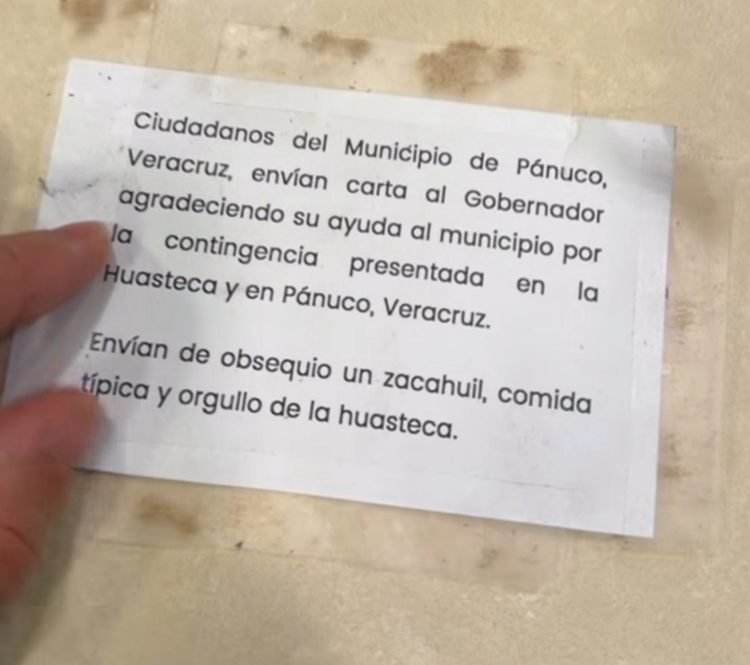 Ciudadanos del Municipio de Pánuco,
Veracruz, envían carta al Gobernador
agradeciendo su ayuda al municipio por
la contingencia presentada en la
Huasteca y en Pánuco, Veracruz.
Envían de obsequio un zacahuil, comida
típica y orgullo de la huasteca.